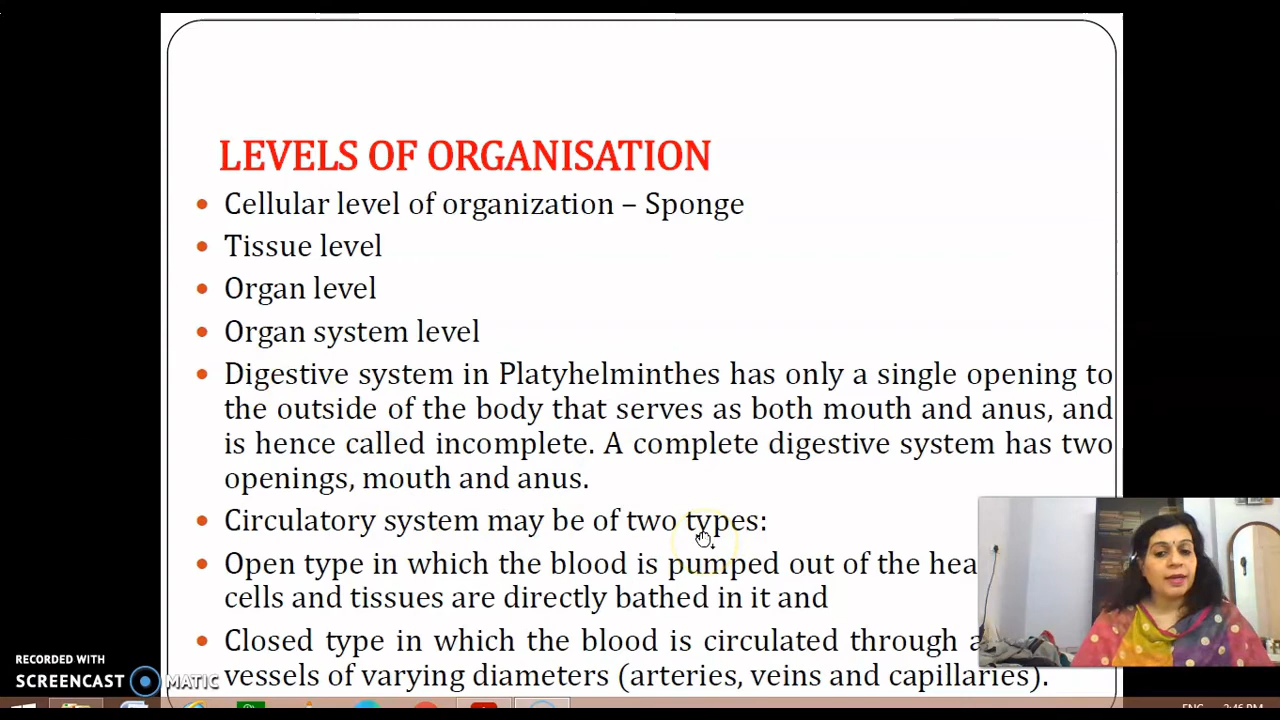 LEVELS OF ORGANISATION
• Cellular level of organization – Sponge
• Tissue level
• Organ level
• Organ system level
• Digestive system in Platyhelminthes has only a single opening to
the outside of the body that serves as both mouth and anus, and
is hence called incomplete. A complete digestive system has two
openings, mouth and anus.
• Circulatory system may be of two types:
• Open type in which the blood is pumped out of the
cells and tissues are directly bathed in it and
• Closed type in which the blood is circulated through
vessels of varying diameters (arteries, veins and capillaries).
RECORDED WITH
SCREENCAST MATIC